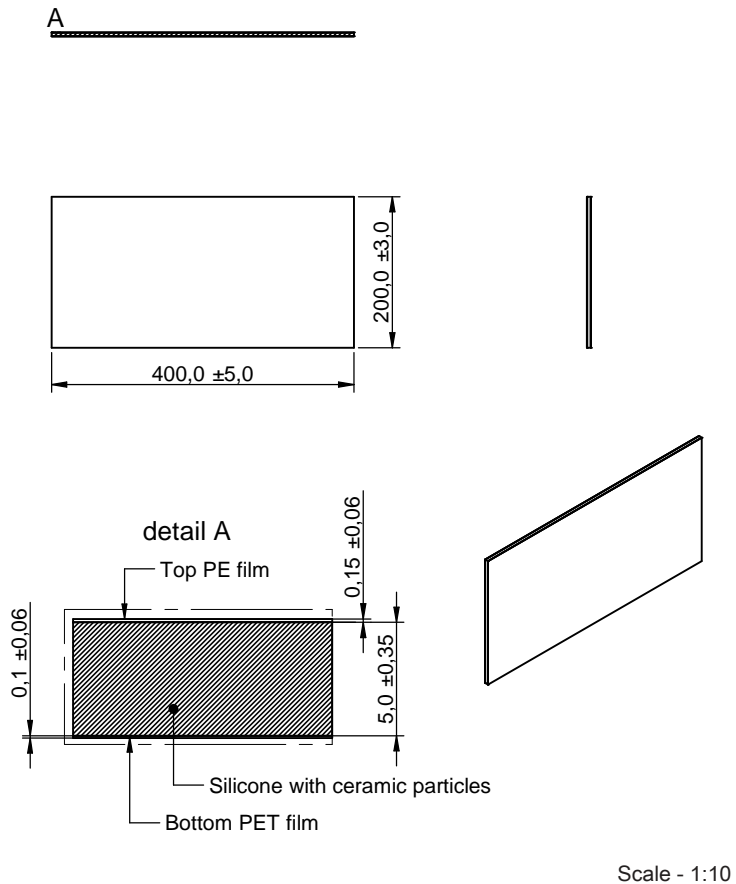 A
200,0 ±3,0
400,0 ±5,0
detail A
Top PE film
0,15 ±0,06
0,1 ±0,06
5,0 ±0,35
Silicone with ceramic particles
Bottom PET film
Scale - 1:10